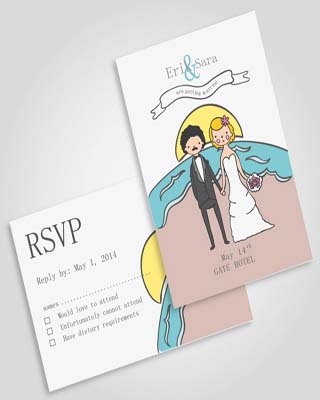 Eri & Sara
are getting married
May 14th
GATE HOTEL
RSVP
Reply by: May 1, 2014
names
Would love to attend
Unfortunately cannot attend
Have dietary requirements